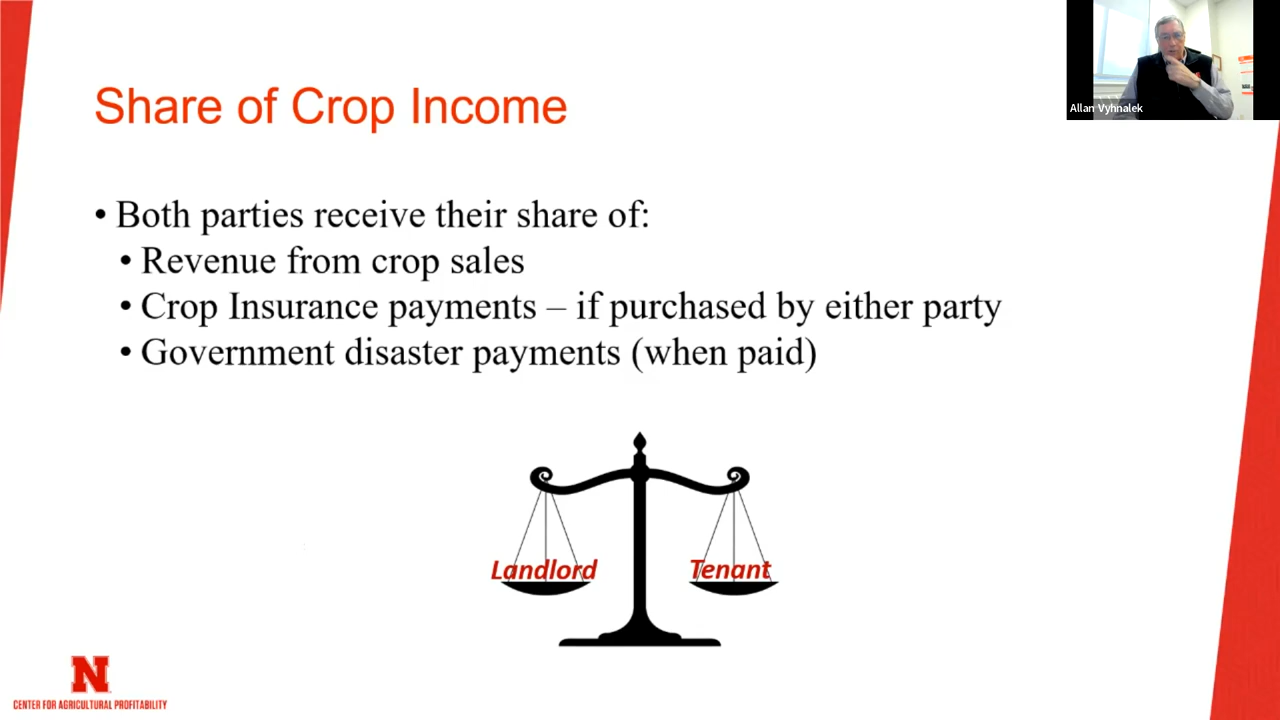 Allan Vyhnalek
Share of Crop Income
• Both parties receive their share of:
• Revenue from crop sales
• Crop Insurance payments – if purchased by either party
• Government disaster payments (when paid)
Landlord Tenant
N
CENTER FOR AGRICULTURAL PROFITABILITY